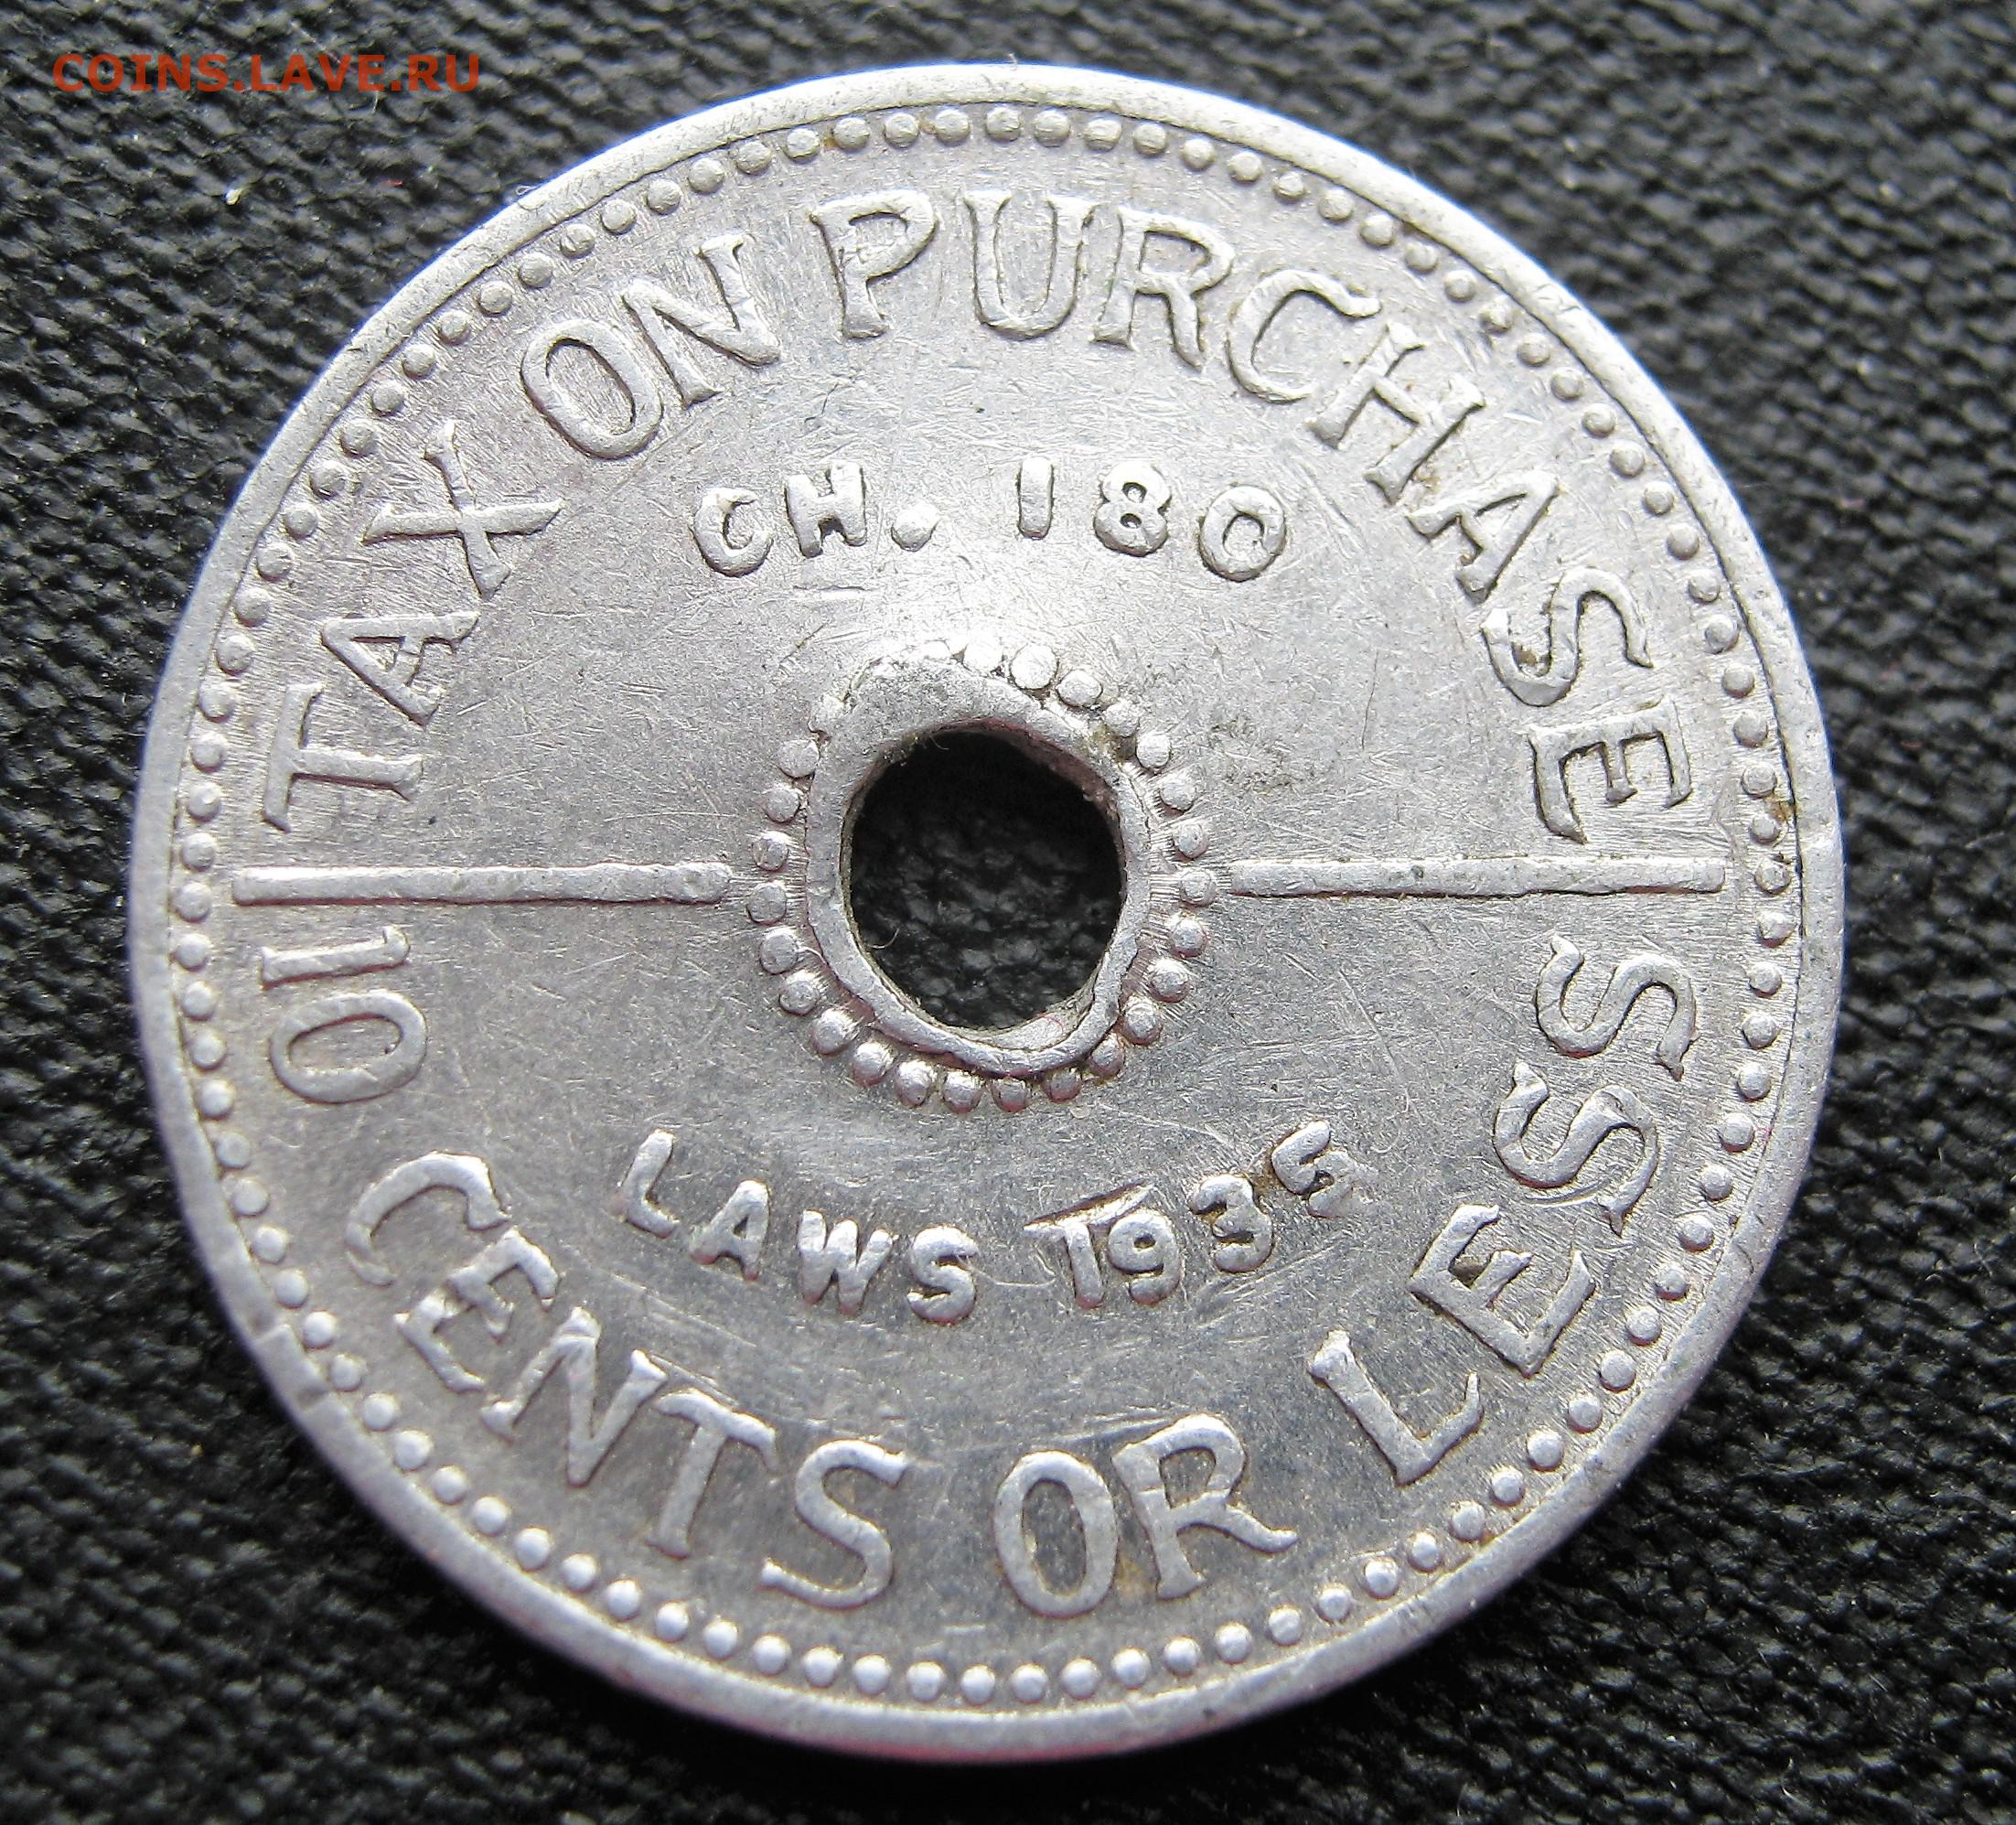 COINS.LAVE.RU
TAX ON PURCHASE
CH. 180
LAWS 1935
10 CENTS OR LESS